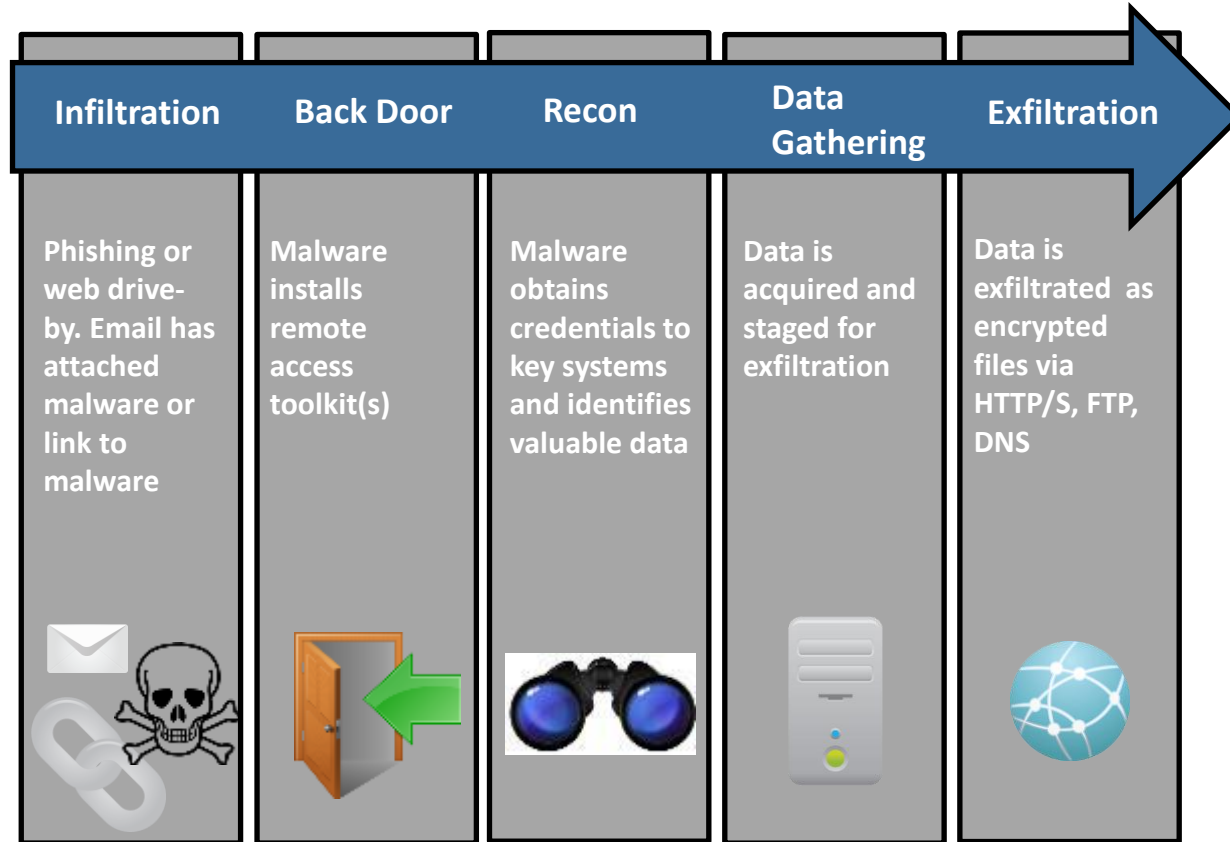 Infiltration
Back Door
Recon
Data
Gathering
Exfiltration
Phishing or
web drive-
by. Email has
attached
malware or
link to
malware
Malware
installs
remote
access
toolkit(s)
Malware
obtains
credentials to
key systems
and identifies
valuable data
Data is
acquired and
staged for
exfiltration
Data is
exfiltrated  as
encrypted
files via
HTTP/S, FTP,
DNS